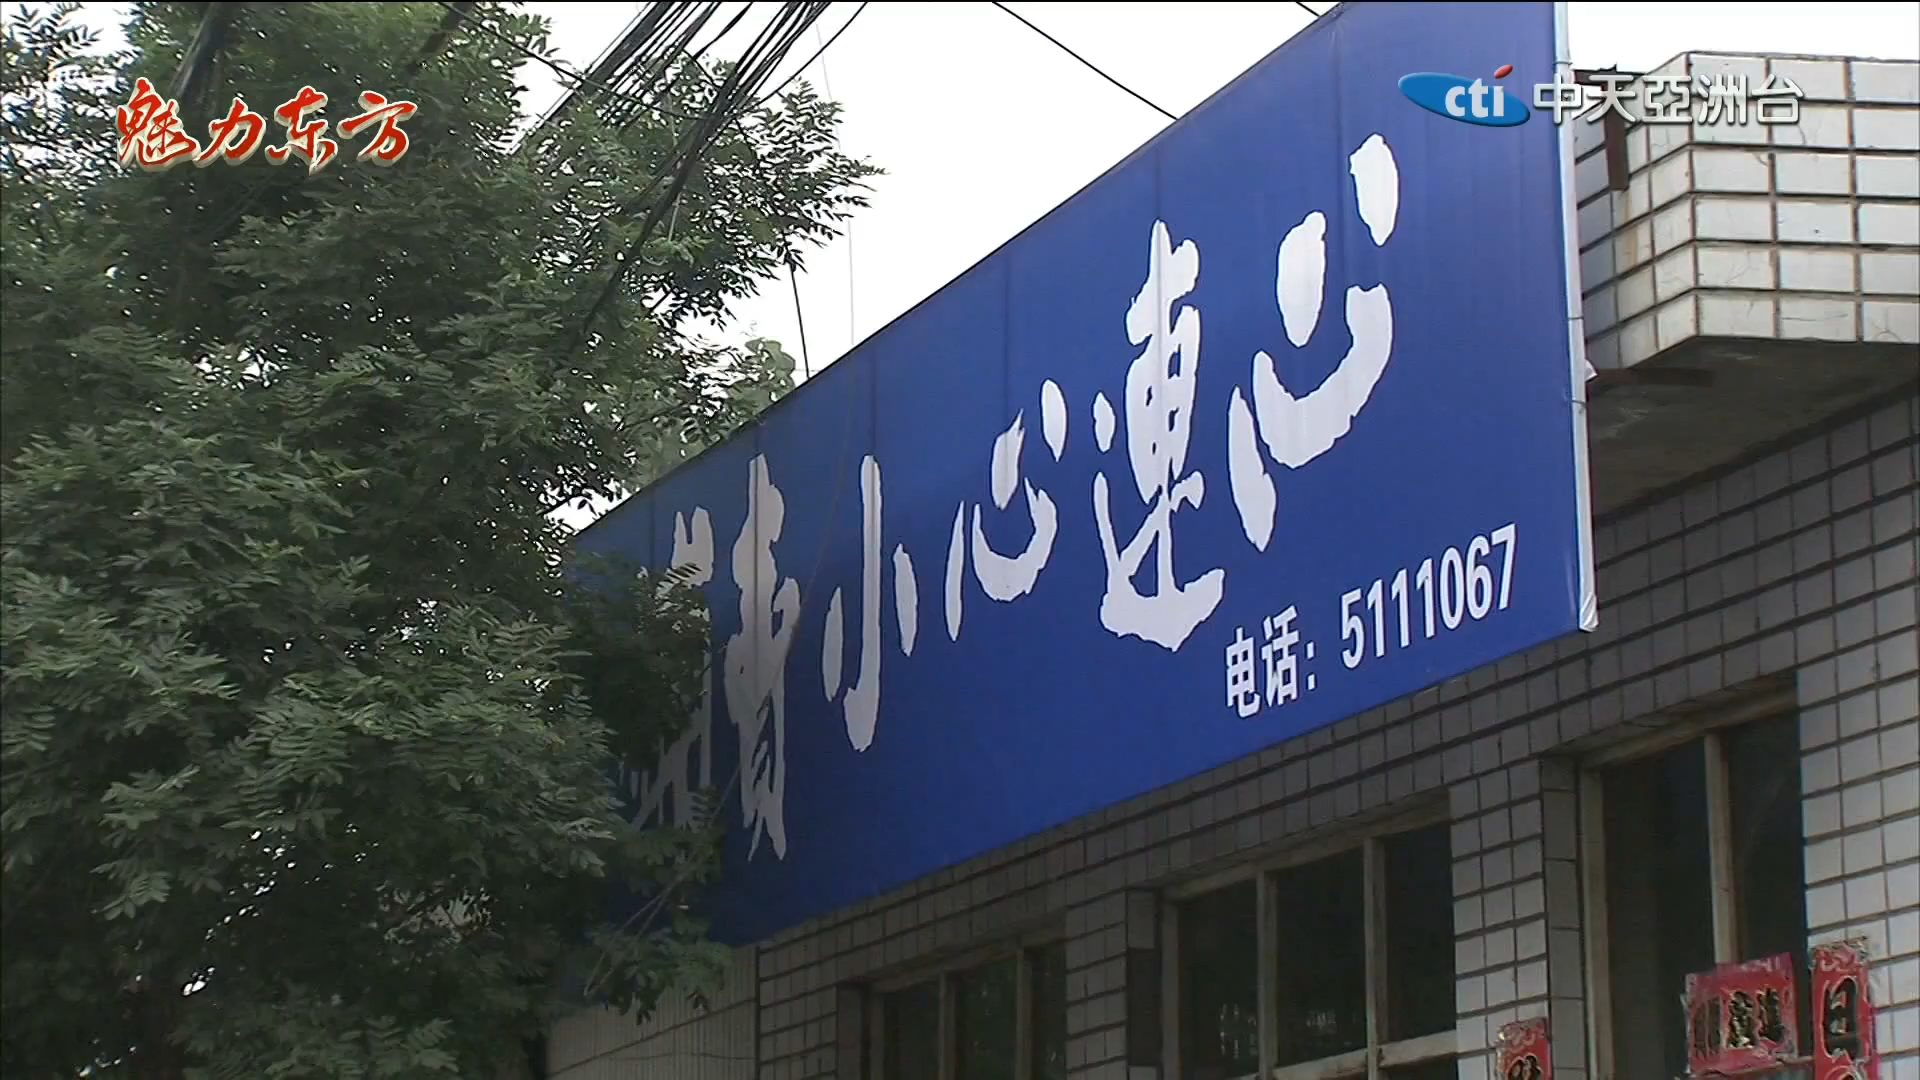 魅力东方
cti 中天亞洲台
小心連心
电话：5111067